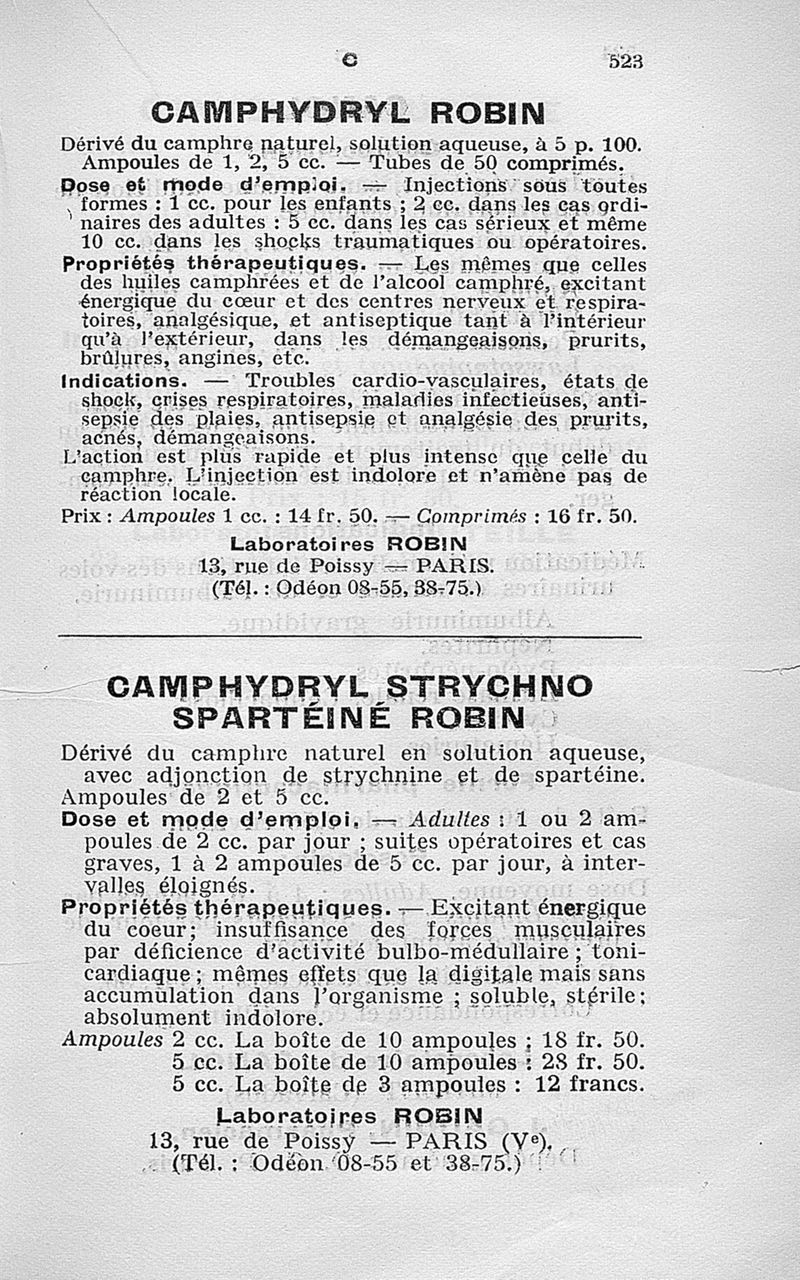 C 523
CAMPHYDRYL ROBIN
Dérivé du camphre naturel, solution aqueuse, à 5 p. 100.
Ampoules de 1, 2, 5 cc. — Tubes de 50 comprimés.
Dose et mode d'emploi. — Injections sous toutes
formes : 1 cc. pour les enfants ; 2 cc. dans les cas ordi-
naires des adultes : 5 cc. dans les cas sérieux et même
10 cc. dans les shocks traumatiques ou opératoires.
Propriétés thérapeutiques. — Les mêmes que celles
des huiles camphrées et de l'alcool camphré, excitant
énergique du cœur et des centres nerveux et respira-
toires, analgésique, et antiseptique tant à l'intérieur
qu'à l'extérieur, dans les démangeaisons, prurits,
brûlures, angines, etc.
Indications. — Troubles cardio-vasculaires, états de
shock, crises respiratoires, maladies infectieuses, anti-
sepsie des plaies, antisepsie et analgésie des prurits,
acnés, démangeaisons.
L'action est plus rapide et plus intense que celle du
camphre. L'injection est indolore et n'amène pas de
réaction locale.
Prix : Ampoules 1 cc. : 14 fr. 50. — Comprimés : 16 fr. 50.
Laboratoires ROBIN
13, rue de Poissy — PARIS.
(Tél. : Odéon 08-55, 38-75.)
CAMPHYDRYL STRYCHNO
SPARTÉINÉ ROBIN
Dérivé du camphre naturel en solution aqueuse,
avec adjonction de strychnine et de spartéine.
Ampoules de 2 et 5 cc.
Dose et mode d'emploi. — Adultes : 1 ou 2 am-
poules de 2 cc. par jour ; suites opératoires et cas
graves, 1 à 2 ampoules de 5 cc. par jour, à inter-
valles éloignés.
Propriétés thérapeutiques. — Excitant énergique
du coeur; insuffisance des forces musculaires
par déficience d'activité bulbo-médullaire ; toni-
cardiaque ; mêmes effets que la digitale mais sans
accumulation dans l'organisme ; soluble, stérile;
absolument indolore.
Ampoules 2 cc. La boîte de 10 ampoules : 18 fr. 50.
5 cc. La boîte de 10 ampoules : 28 fr. 50.
5 cc. La boîte de 3 ampoules : 12 francs.
Laboratoires ROBIN
13, rue de Poissy — PARIS (Ve).
(Tél. : Odéon 08-55 et 38-75.)